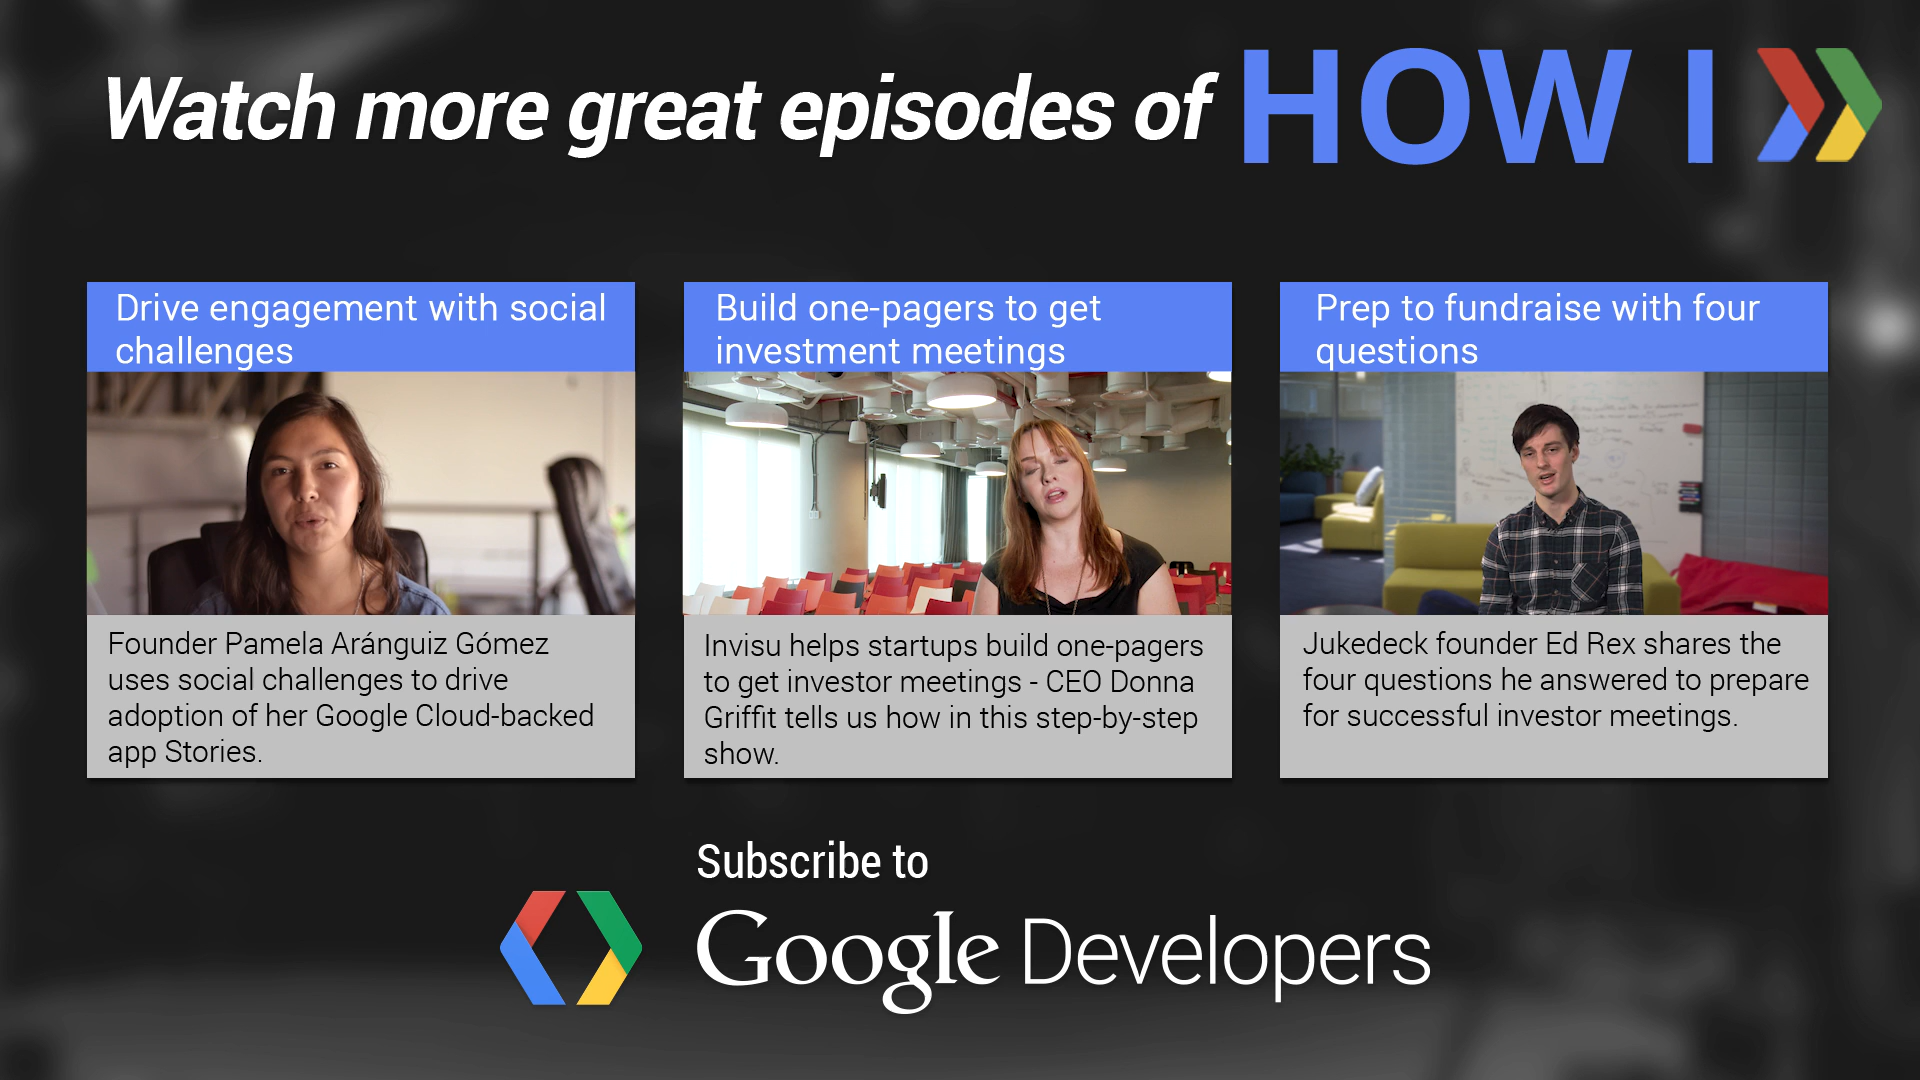 Watch more great episodes of HOW I
Drive engagement with social
challenges
Founder Pamela Aránguiz Gómez
uses social challenges to drive
adoption of her Google Cloud-backed
app Stories.
Build one-pagers to get
investment meetings
Invisu helps startups build one-pagers
to get investor meetings - CEO Donna
Griffit tells us how in this step-by-step
show.
Prep to fundraise with four
questions
Jukedeck founder Ed Rex shares the
four questions he answered to prepare
for successful investor meetings.
Subscribe to
Google Developers